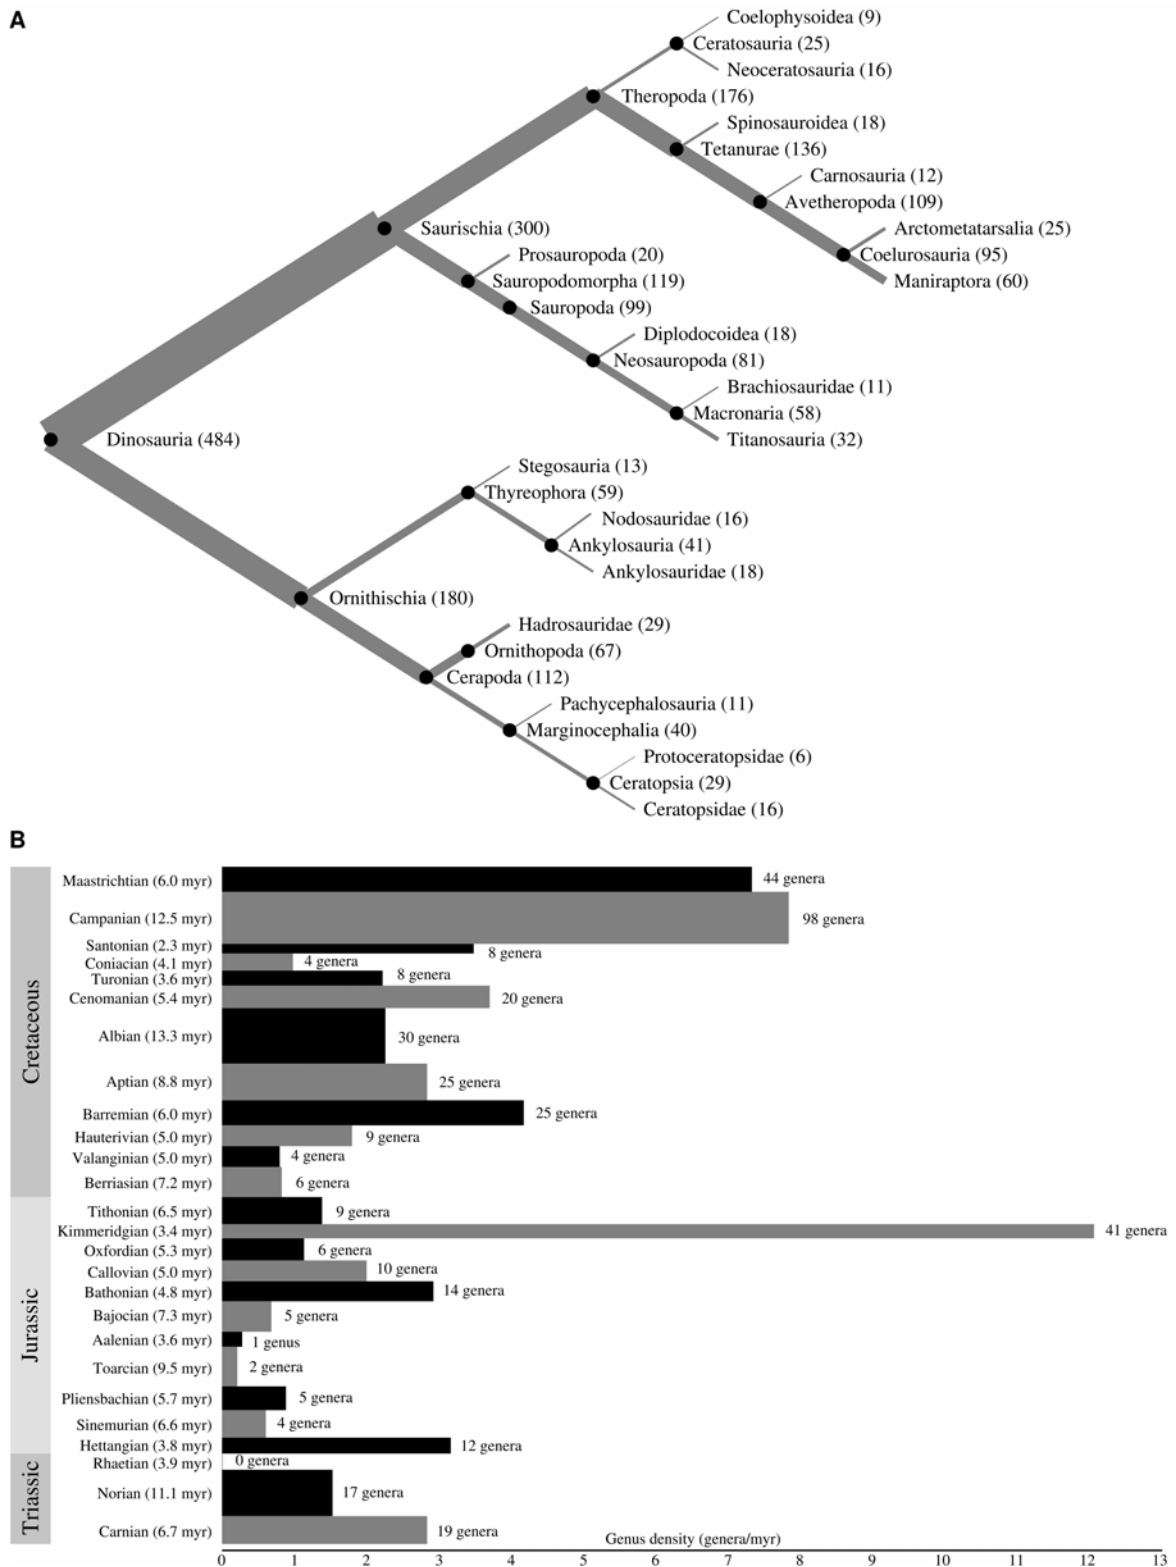 A
Coelophysoidea (9)
Ceratosauria (25)
Neoceratosauria (16)
Theropoda (176)
Spinosauroidea (18)
Tetanurae (136)
Carnosauria (12)
Avetheropoda (109)
Saurischia (300)
Arctometatarsalia (25)
Prosauropoda (20)
Coelurosauria (95)
Sauropodomorpha (119)
Maniraptora (60)
Sauropoda (99)
Diplodocoidea (18)
Neosauropoda (81)
Brachiosauridae (11)
Macronaria (58)
Dinosauria (484)
Titanosauria (32)
Stegosauria (13)
Thyreophora (59)
Nodosauridae (16)
Ankylosauria (41)
Ankylosauridae (18)
Ornithischia (180)
Hadrosauridae (29)
Ornithopoda (67)
Cerapoda (112)
Pachycephalosauria (11)
Marginocephalia (40)
Protoceratopsidae (6)
Ceratopsia (29)
Ceratopsidae (16)
B
Cretaceous
Maastrichtian (6.0 myr) 44 genera
Campanian (12.5 myr) 98 genera
Santonian (2.3 myr) 8 genera
Coniacian (4.1 myr) 4 genera
Turonian (3.6 myr) 8 genera
Cenomanian (5.4 myr) 20 genera
Albian (13.3 myr) 30 genera
Aptian (8.8 myr) 25 genera
Barremian (6.0 myr) 25 genera
Hauterivian (5.0 myr) 9 genera
Valanginian (5.0 myr) 4 genera
Berriasian (7.2 myr) 6 genera
Jurassic
Tithonian (6.5 myr) 9 genera
Kimmeridgian (3.4 myr) 41 genera
Oxfordian (5.3 myr) 6 genera
Callovian (5.0 myr) 10 genera
Bathonian (4.8 myr) 14 genera
Bajocian (7.3 myr) 5 genera
Aalenian (3.6 myr) 1 genus
Toarcian (9.5 myr) 2 genera
Pliensbachian (5.7 myr) 5 genera
Sinemurian (6.6 myr) 4 genera
Hettangian (3.8 myr) 12 genera
Triassic
Rhaetian (3.9 myr) 0 genera
Norian (11.1 myr) 17 genera
Carnian (6.7 myr) 19 genera
Genus density (genera/myr)
0 1 2 3 4 5 6 7 8 9 10 11 12 13